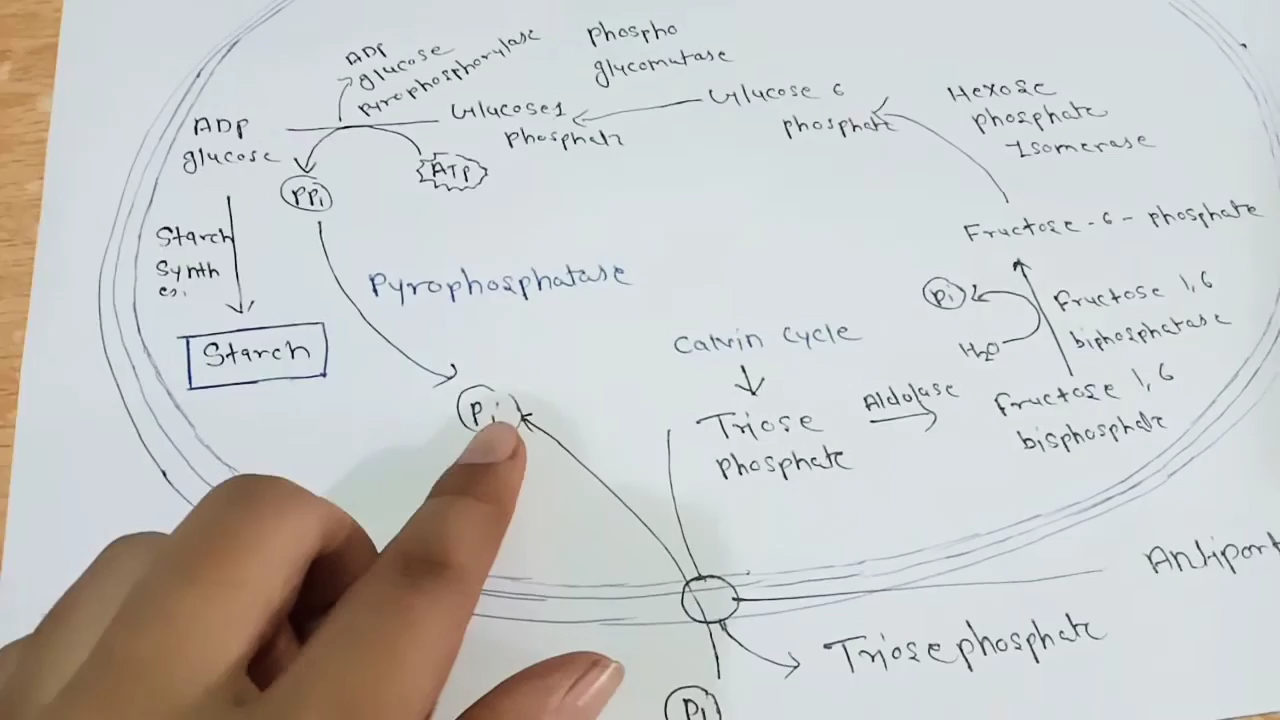 ADP
glucose
pyrophosphorylase
phospho
glycomutase
ADP
glucose
Glucose 1
phosphate
Glucose 6
phosphate
Hexose
phosphate
Isomerase
PPi
ATP
Starch
Synth
es.
Starch
Pyrophosphatase
Pi
Fructose-6-phosphate
Pi
H2O
Fructose 1,6
biphosphatase
Calvin cycle
Triose
phosphate
Aldolase
Fructose 1,6
bisphosphate
Antiport
Triosephosphate
Pi